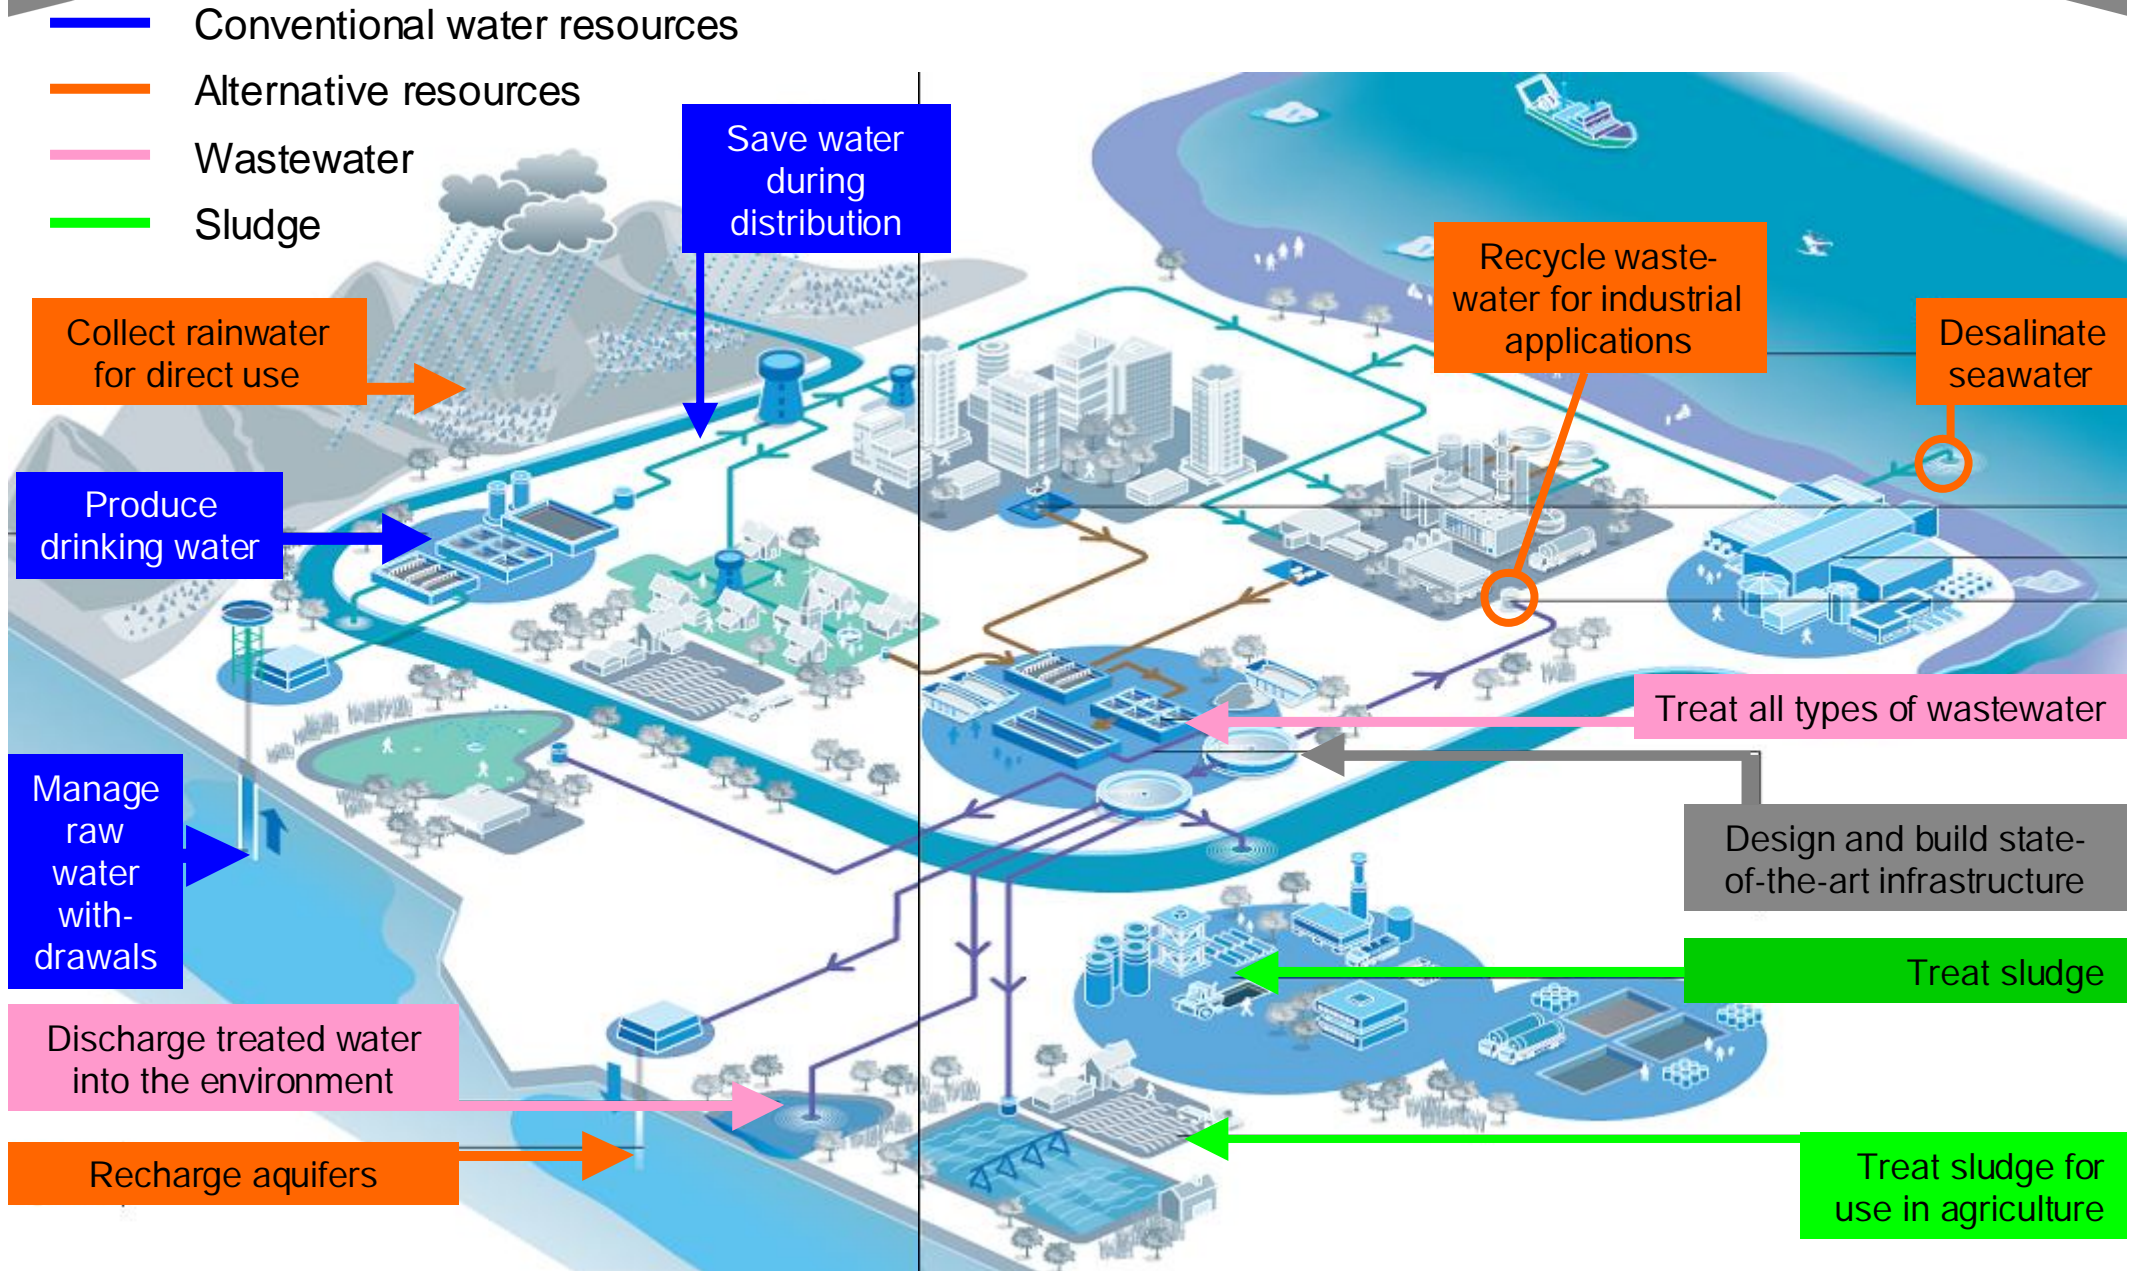 Conventional water resources
Alternative resources
Wastewater
Sludge
Save water
during
distribution
Recycle waste-
water for industrial
applications
Collect rainwater
for direct use
Desalinate
seawater
Produce
drinking water
Treat all types of wastewater
Manage
raw
water
with-
drawals
Design and build state-
of-the-art infrastructure
Treat sludge
Discharge treated water
into the environment
Recharge aquifers
Treat sludge for
use in agriculture